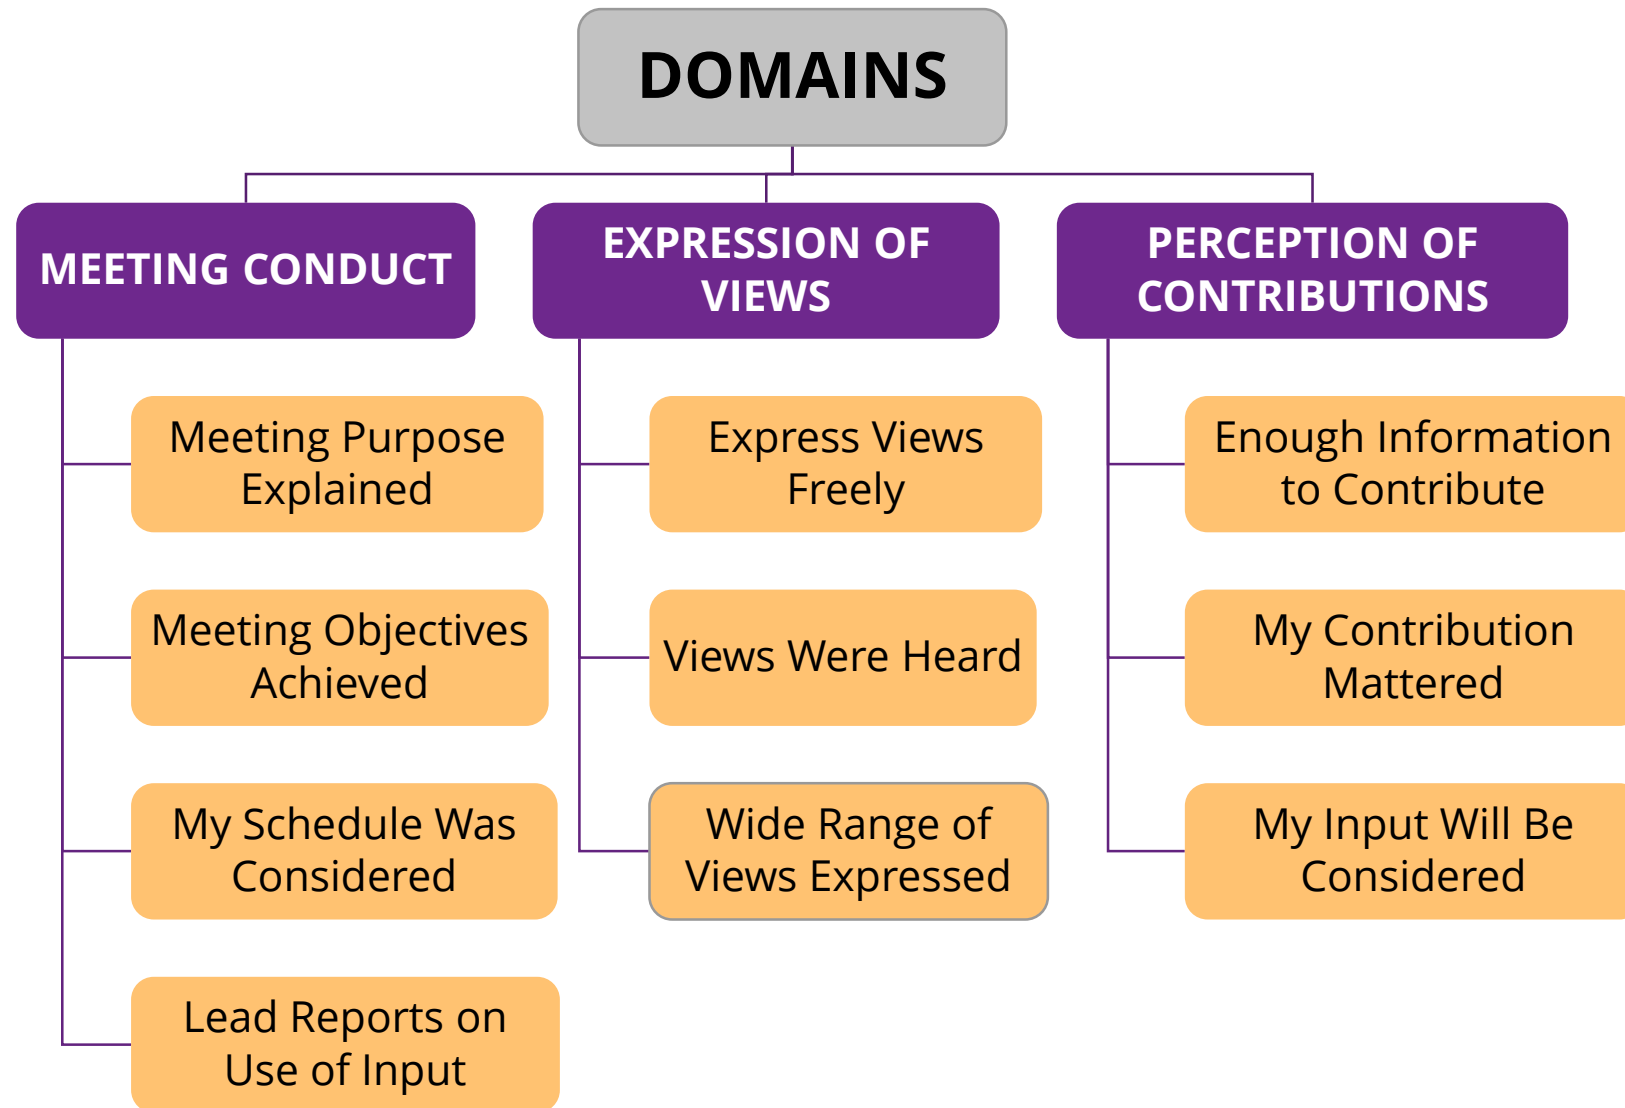 DOMAINS
MEETING CONDUCT
Meeting Purpose
Explained
Meeting Objectives
Achieved
My Schedule Was
Considered
Lead Reports on
Use of Input
EXPRESSION OF
VIEWS
Express Views
Freely
Views Were Heard
Wide Range of
Views Expressed
PERCEPTION OF
CONTRIBUTIONS
Enough Information
to Contribute
My Contribution
Mattered
My Input Will Be
Considered